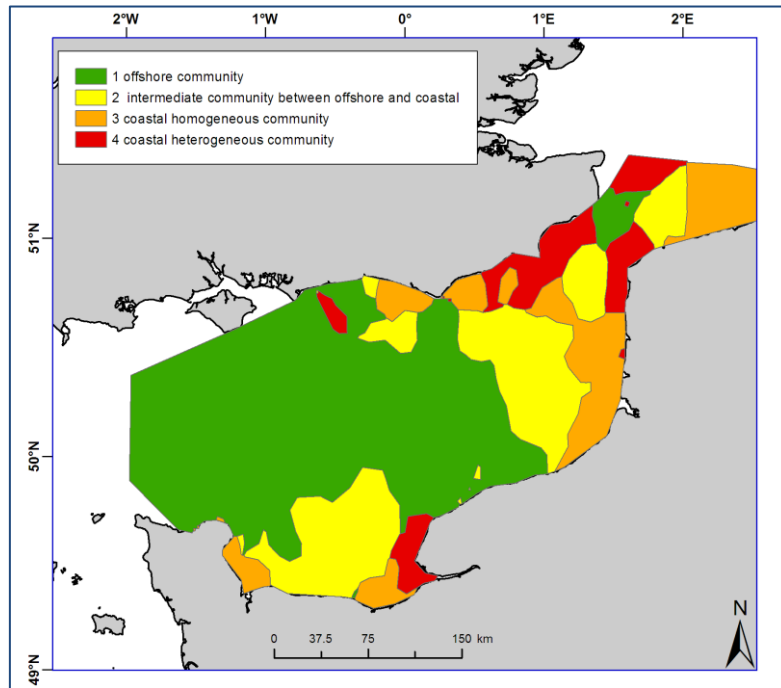 2°W 1°W 0° 1°E 2°E
1 offshore community
2 intermediate community between offshore and coastal
3 coastal homogeneous community
4 coastal heterogeneous community
51°N
50°N
49°N
N
0 37.5 75 150 km